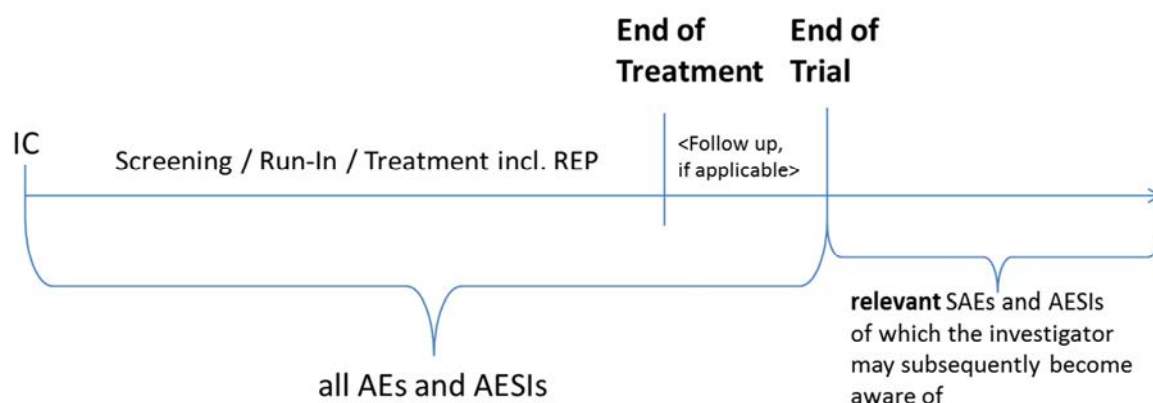 End of
Treatment
End of
Trial
IC
Screening / Run-In / Treatment incl. REP
<Follow up,
if applicable>
relevant SAEs and AESIs
of which the investigator
may subsequently become
aware of
all AEs and AESIs